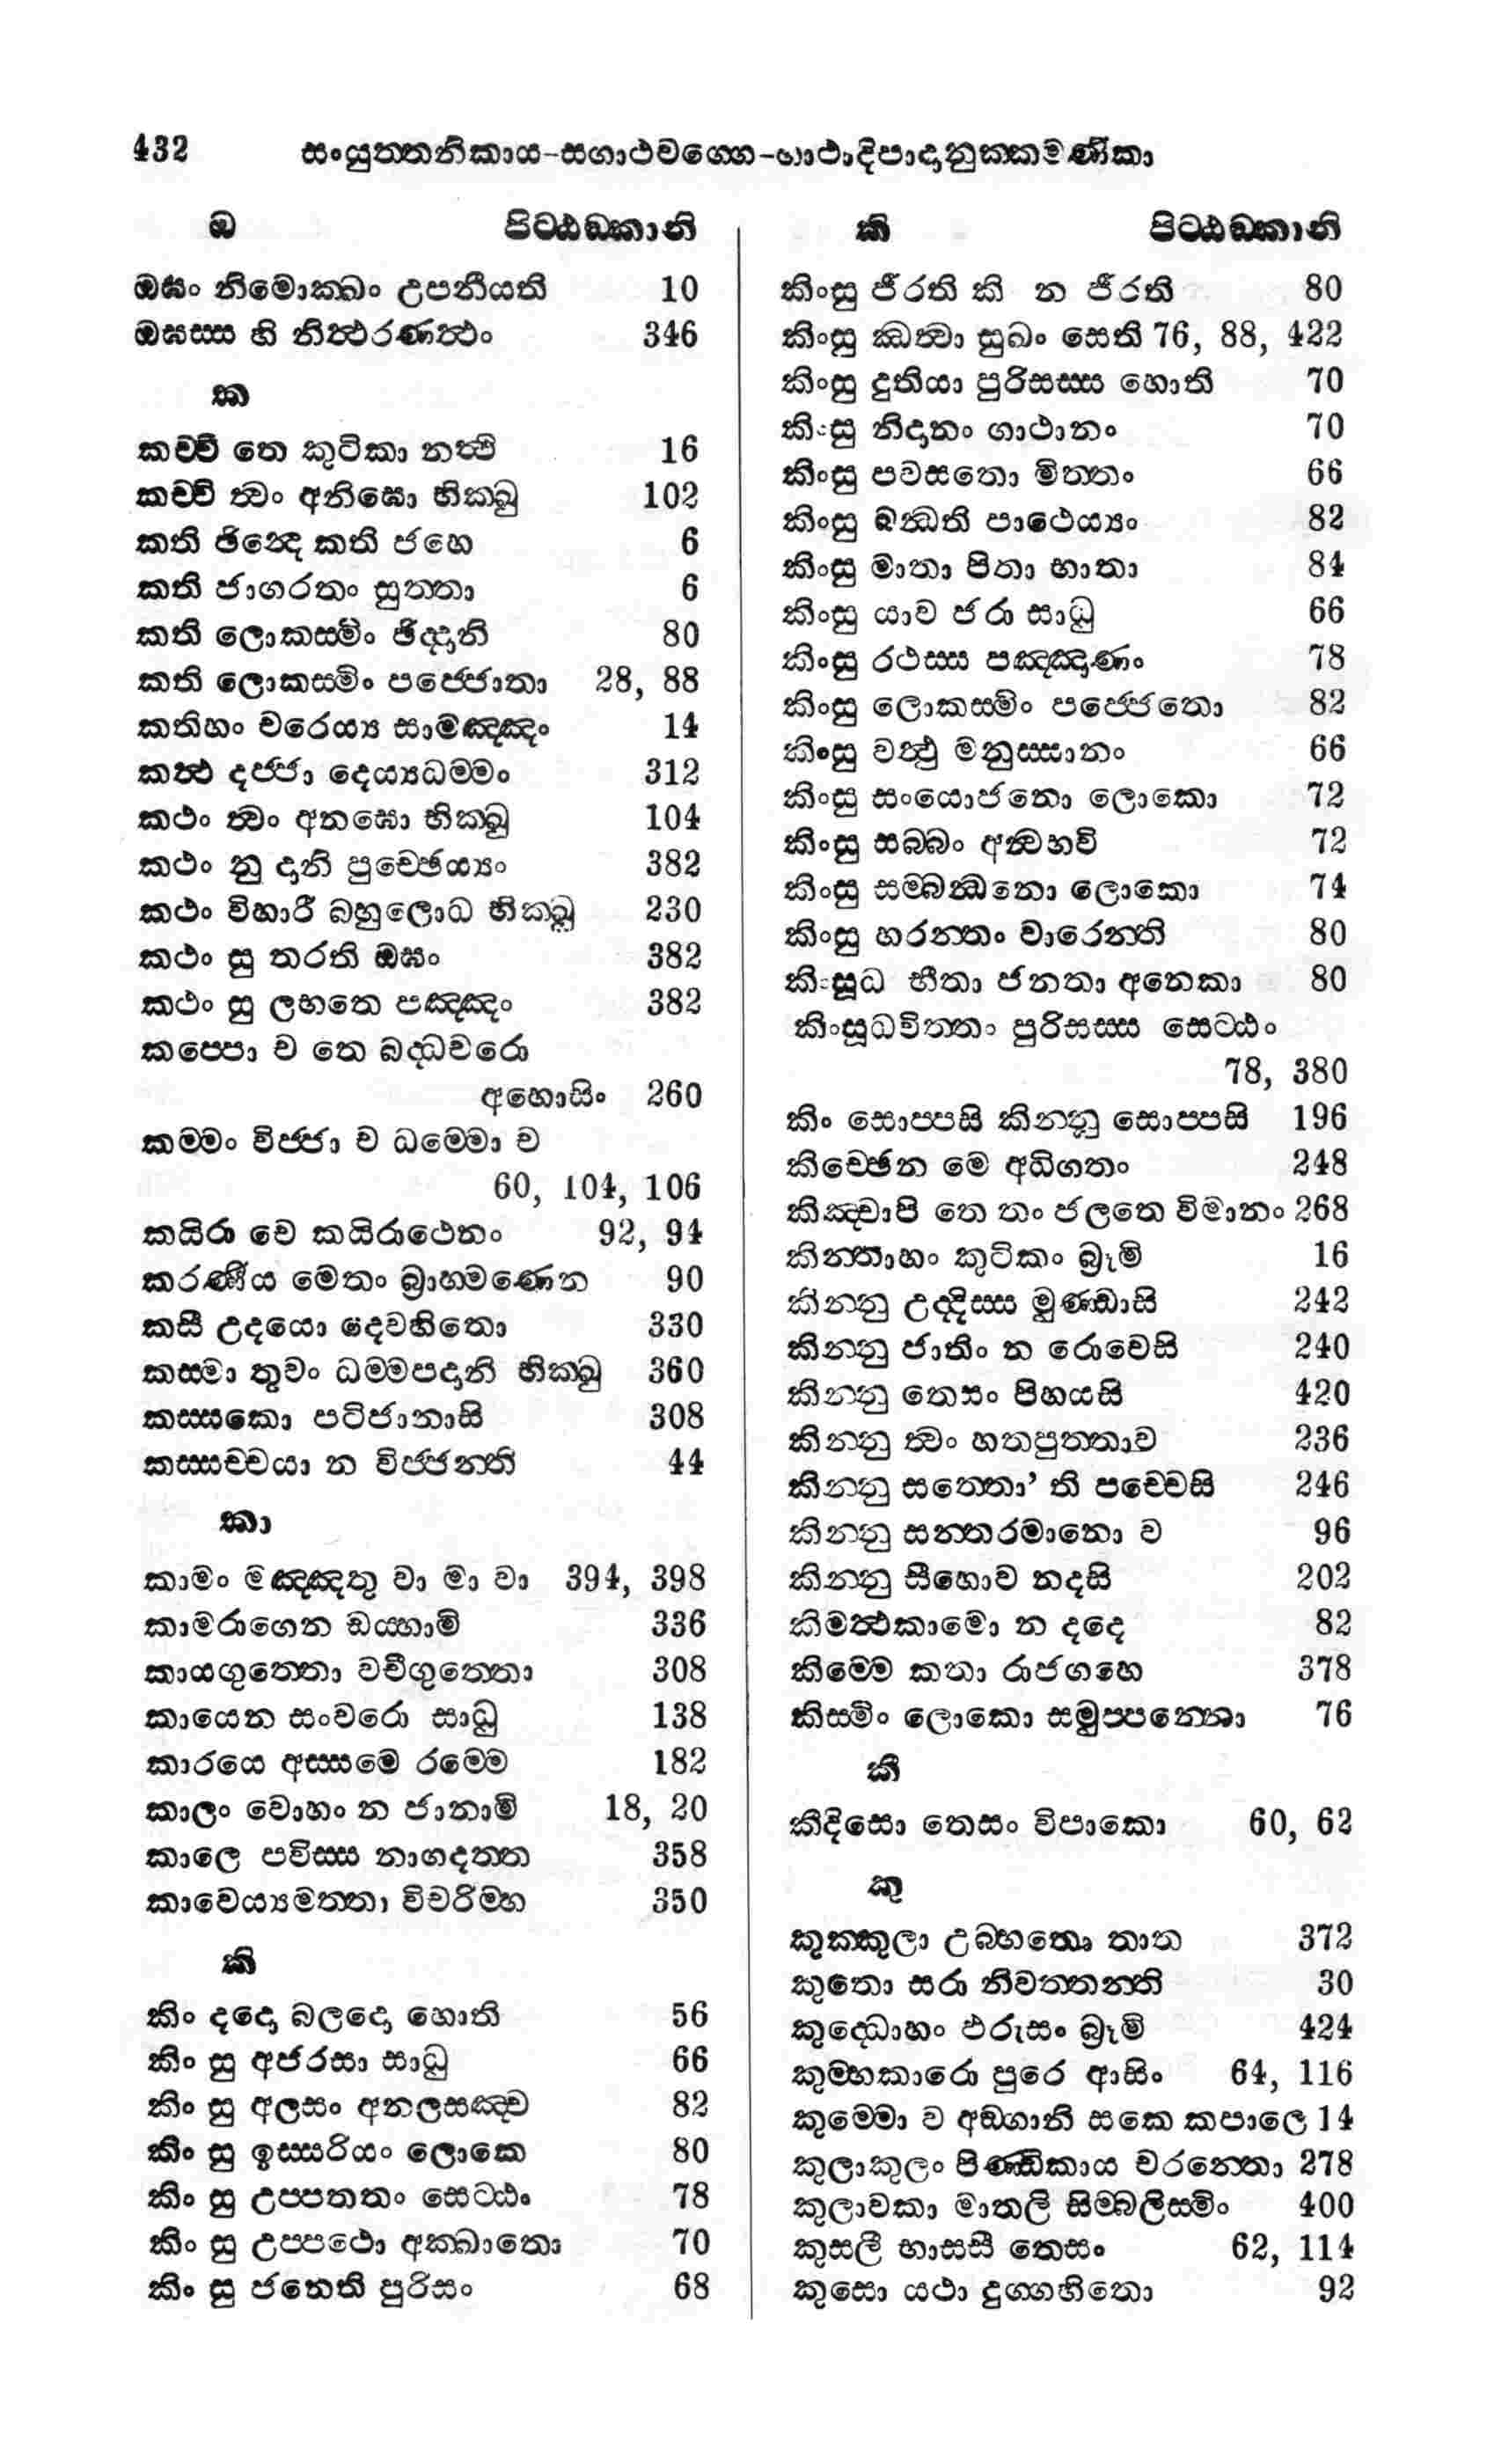 432 සංයුත්තනිකාය-සගාථවග්ගෙ-ගාථාදිපාදානුක්කමණිකා
ඔ පිට්ඨඞ්කානි
ඔඝං නිමොක්ඛං උපනීයති 10
ඔඝස්ස හි නිත්ථරණත්ථං 346
ක
කච්චි තෙ කුටිකා නත්ථි 16
කච්චි ත්වං අනිඝො භික්ඛු 102
කති ඡින්දෙ කති ජහෙ 6
කති ජාගරතං සුත්තා 6
කති ලොකස්මිං ඡිද්දානි 80
කති ලොකස්මිං පජ්ජොතා 28, 88
කතිහං චරෙය්‍ය සාමඤ්ඤං 14
කත්ථ දජ්ජා දෙය්‍යධම්මං 312
කථං ත්වං අනඝො භික්ඛු 104
කථං නු දානි පුච්ඡෙය්‍යං 382
කථං විහාරී බහුලොධ භික්ඛු 230
කථං සු තරති ඔඝං 382
කථං සු ලභතෙ පඤ්ඤං 382
කප්පො ච තෙ බද්ධචරො
අහොසිං 260
කම්මං විජ්ජා ච ධම්මො ච
60, 104, 106
කයිරා චෙ කයිරාථෙනං 92, 94
කරණීය මෙතං බ්‍රාහ්මණෙන 90
කසී උදයො දෙවහිතො 330
කස්මා තුවං ධම්මපදානි භික්ඛු 360
කස්සකො පටිජානාසි 308
කස්සච්චයා න විජ්ජන්ති 44
කා
කාමං මඤ්ඤතු වා මා වා 394, 398
කාමරාගෙන ඩය්හාමි 336
කායගුත්තො වචීගුත්තො 308
කායෙන සංවරො සාධු 138
කාරයෙ අස්සමෙ රම්මෙ 182
කාලං වොහං න ජානාමි 18, 20
කාලෙ පවිස්ස නාගදත්ත 358
කාවෙය්‍යමත්තා විචරිම්හ 350
කි
කිං දදො බලදො හොති 56
කිං සු අජරසා සාධු 66
කිං සු අලසං අනලසඤ්ච 82
කිං සු ඉස්සරියං ලොකෙ 80
කිං සු උප්පතතං සෙට්ඨං 78
කිං සු උප්පථො අක්ඛාතො 70
කිං සු ජනෙති පුරිසං 68
කි පිට්ඨඞ්කානි
කිංසු ජීරති කි න ජීරති 80
කිංසු ඣත්වා සුඛං සෙති 76, 88, 422
කිංසු දුතියා පුරිසස්ස හොති 70
කිංසු නිදානං ගාථානං 70
කිංසු පවසතො මිත්තං 66
කිංසු බන්ධති පාථෙය්‍යං 82
කිංසු මාතා පිතා භාතා 84
කිංසු යාව ජරා සාධු 66
කිංසු රථස්ස පඤ්ඤාණං 78
කිංසු ලොකස්මිං පජ්ජොතො 82
කිංසු වත්ථු මනුස්සානං 66
කිංසු සංයොජනො ලොකො 72
කිංසු සබ්බං අන්වභවි 72
කිංසු සම්බන්ධනො ලොකො 74
කිංසු හරන්තං වාරෙන්ති 80
කිංසූධ භීතා ජනතා අනෙකා 80
කිංසූධවිත්තං පුරිසස්ස සෙට්ඨං
78, 380
කිං සොප්පසි කින්නු සොප්පසි 196
කිච්ඡෙන මෙ අධිගතං 248
කිඤ්චාපි තෙ තං ජලතෙ විමානං 268
කින්තාහං කුටිකං බ්‍රූමි 16
කින්නු උද්දිස්ස මුණ්ඩාසි 242
කින්නු ජාතිං න රොචෙසි 240
කින්නු තෙසං පිහයසි 420
කින්නු ත්වං හතපුත්තාව 236
කින්නු සත්තො’ ති පච්චෙසි 246
කින්නු සන්තරමානො ව 96
කින්නු සීහොව නදසි 202
කිමත්ථකාමො න දදෙ 82
කිම්මෙ කතා රාජගහෙ 378
කිස්මිං ලොකො සමුප්පන්නො 76
කී
කීදිසො තෙසං විපාකො 60, 62
කු
කුක්කුලා උබ්භතො තාත 372
කුතො සරා නිවත්තන්ති 30
කුද්ධොහං ඵරුසං බ්‍රූමි 424
කුම්භකාරො පුරෙ ආසිං 64, 116
කුම්මො ව අඞ්ගානි සකෙ කපාලෙ 14
කුලාකුලං පිණ්ඩිකාය චරන්තො 278
කුලාවකා මාතලි සිම්බලිස්මිං 400
කුසලී භාසසී තෙසං 62, 114
කුසො යථා දුග්ගහිතො 92